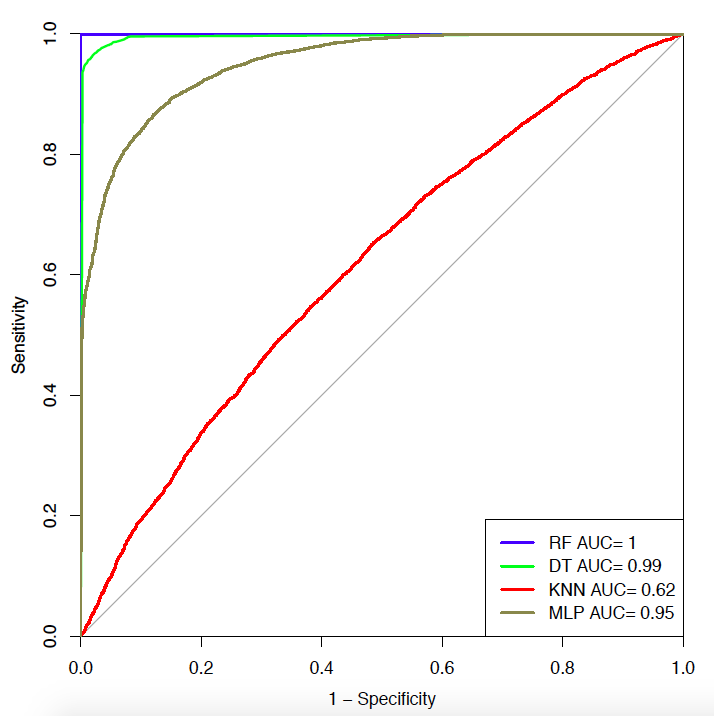 1.0
0.8
0.6
0.4
0.2
0.0
Sensitivity
RF AUC= 1
DT AUC= 0.99
KNN AUC= 0.62
MLP AUC= 0.95
0.0 0.2 0.4 0.6 0.8 1.0
1 − Specificity